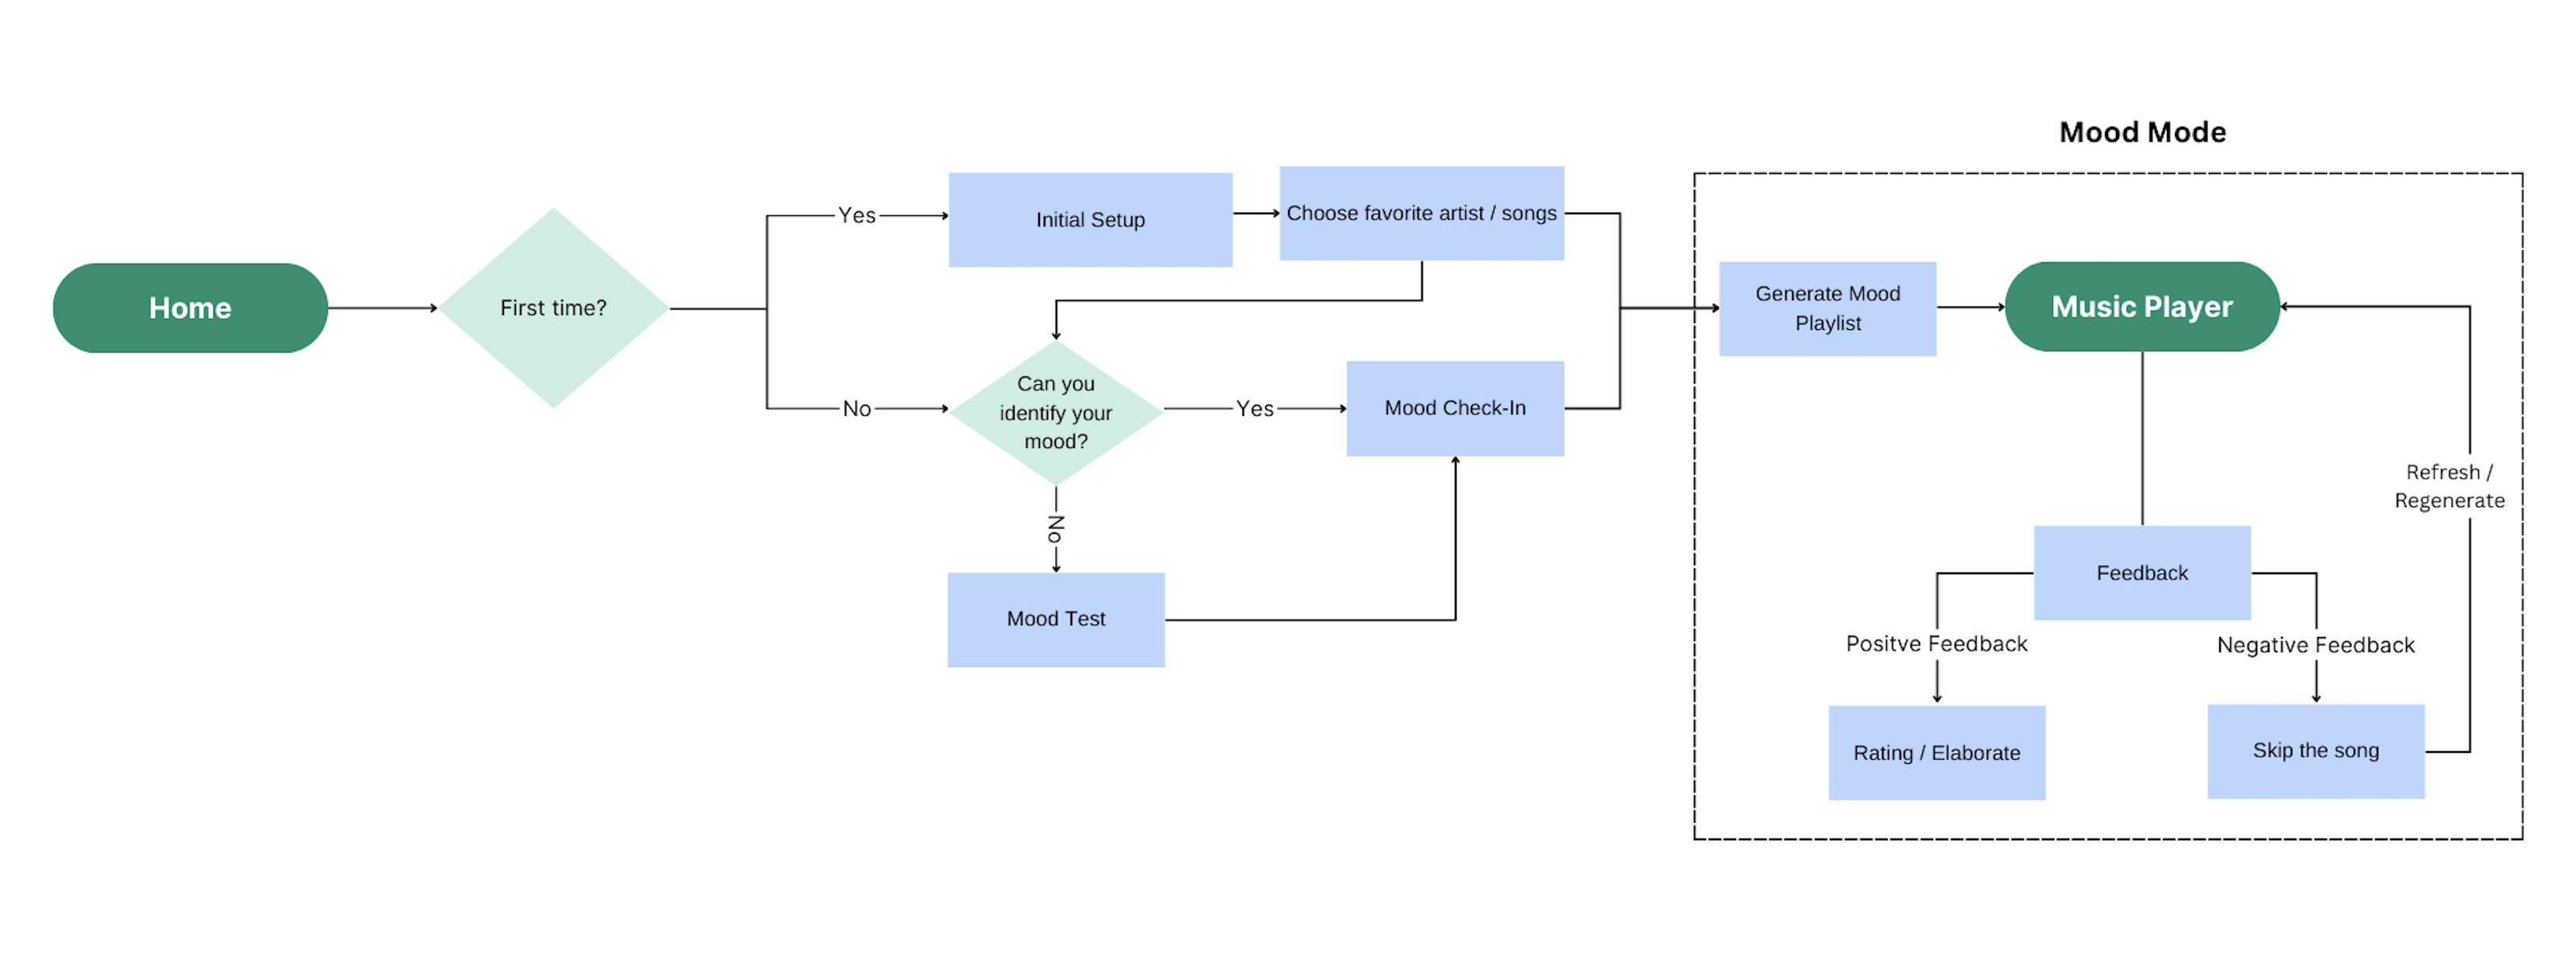 Mood Mode
Home
First time?
Yes
Initial Setup
Choose favorite artist / songs
No
Can you
identify your
mood?
Yes
Mood Check-In
No
Mood Test
Generate Mood
Playlist
Music Player
Refresh /
Regenerate
Feedback
Positve Feedback
Negative Feedback
Rating / Elaborate
Skip the song